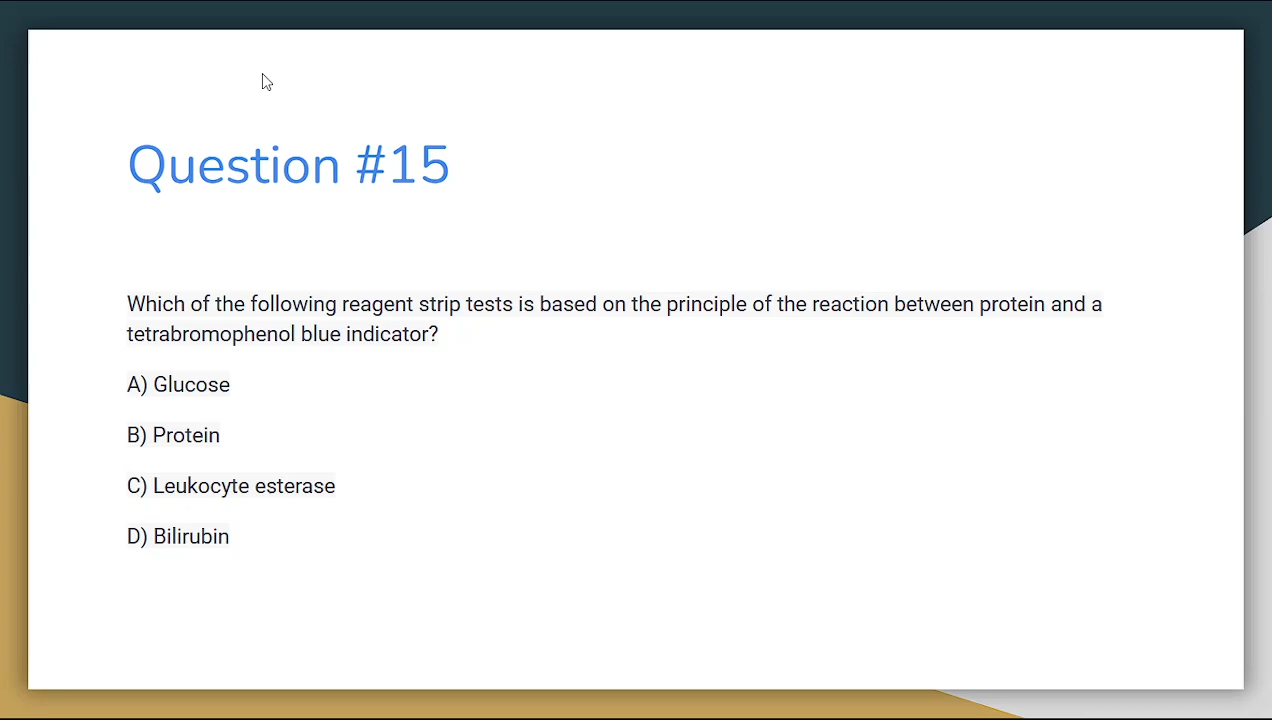 Question #15
Which of the following reagent strip tests is based on the principle of the reaction between protein and a
tetrabromophenol blue indicator?
A) Glucose
B) Protein
C) Leukocyte esterase
D) Bilirubin